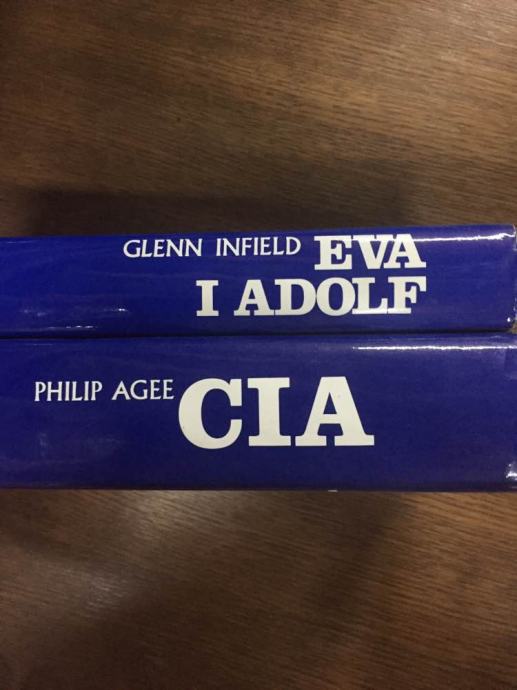 GLENN INFIELD EVA
I ADOLF
PHILIP AGEE CIA